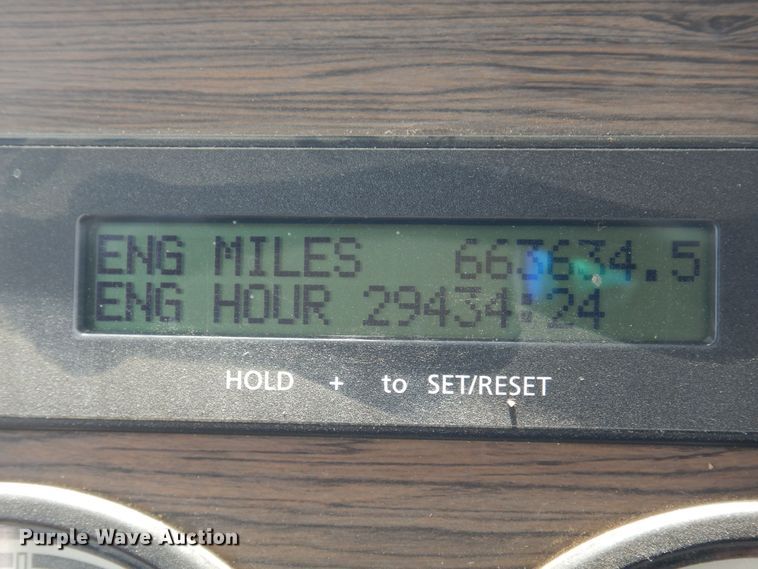 ENG MILES 663634.5
ENG HOUR 29434:24
HOLD + to SET/RESET
Purple Wave Auction